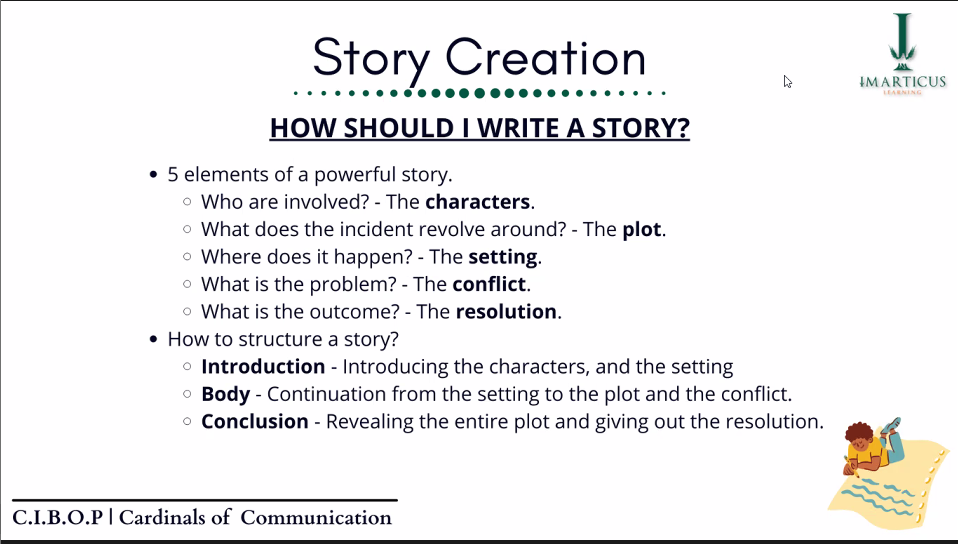 Story Creation
IMARTICUS
LEARNING
HOW SHOULD I WRITE A STORY?
• 5 elements of a powerful story.
○ Who are involved? - The characters.
○ What does the incident revolve around? - The plot.
○ Where does it happen? - The setting.
○ What is the problem? - The conflict.
○ What is the outcome? - The resolution.
• How to structure a story?
○ Introduction - Introducing the characters, and the setting
○ Body - Continuation from the setting to the plot and the conflict.
○ Conclusion - Revealing the entire plot and giving out the resolution.
C.I.B.O.P | Cardinals of Communication